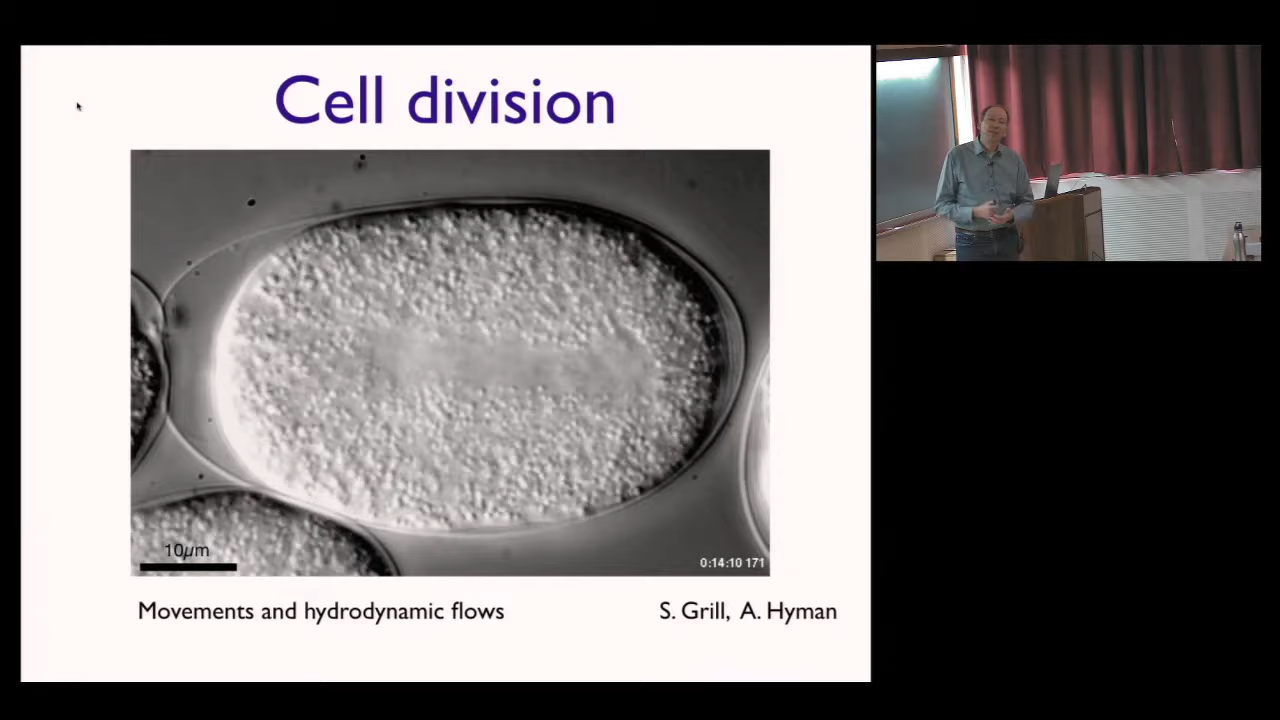 Cell division
10μm
0:14:10 171
Movements and hydrodynamic flows
S. Grill, A. Hyman